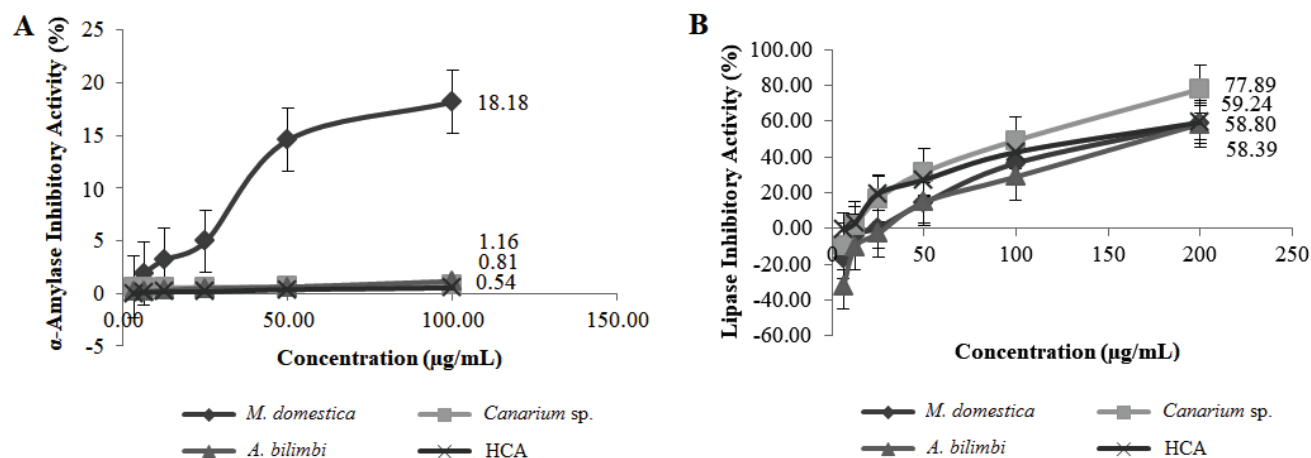 A
α-Amylase Inhibitory Activity (%)
25
20
15
10
5
0
-5
0.00
50.00
100.00
150.00
18.18
1.16
0.81
0.54
Concentration (µg/mL)
M. domestica
Canarium sp.
A. bilimbi
HCA
B
Lipase Inhibitory Activity (%)
100.00
80.00
60.00
40.00
20.00
0.00
-20.00
-40.00
-60.00
0
50
100
150
200
250
77.89
59.24
58.80
58.39
Concentration (µg/mL)
M. domestica
Canarium sp.
A. bilimbi
HCA